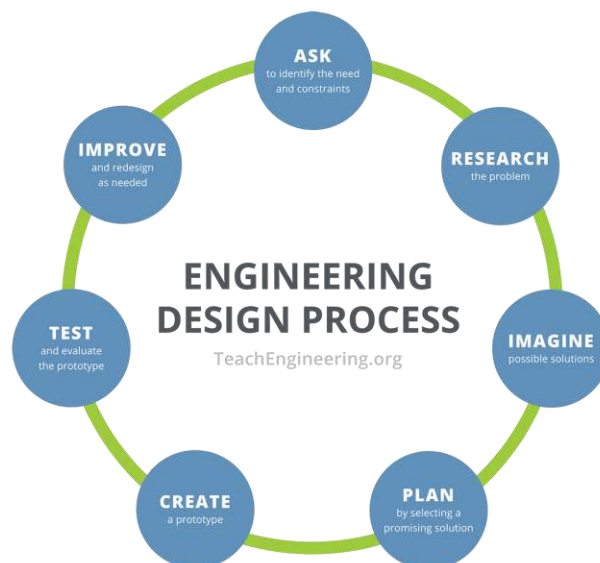 ASK
to identify the need
and constraints
RESEARCH
the problem
IMAGINE
possible solutions
PLAN
by selecting a
promising solution
CREATE
a prototype
TEST
and evaluate
the prototype
IMPROVE
and redesign
as needed
ENGINEERING
DESIGN PROCESS
TeachEngineering.org